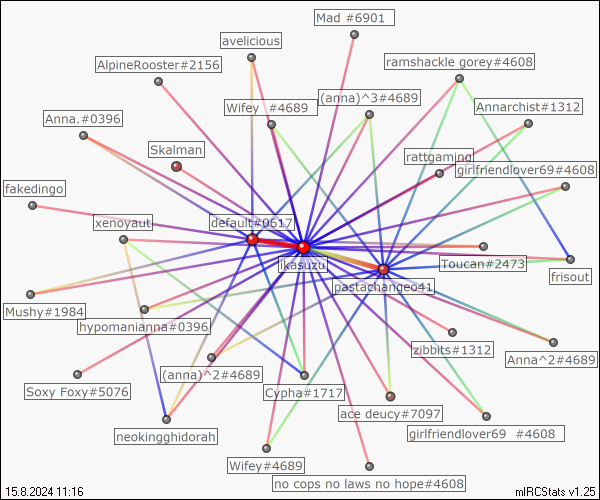 Mad #6901
avelicious
ramshackle gorey#4608
AlpineRooster#2156
(anna)^3#4689
Wifey  #4689
Annarchist#1312
Anna.#0396
Skalman
rattgaming
girlfriendlover69#4608
fakedingo
xenoyaut
default#0617
ikasuzu
Toucan#2473
frisout
pastachange041
Mushy#1984
hypomanianna#0396
zibbits#1312
Anna^2#4689
(anna)^2#4689
Soxy Foxy#5076
Cypha#1717
ace deucy#7097
neokingghidorah
girlfriendlover69  #4608
Wifey#4689
no cops no laws no hope#4608
15.8.2024 11:16
mIRCStats v1.25